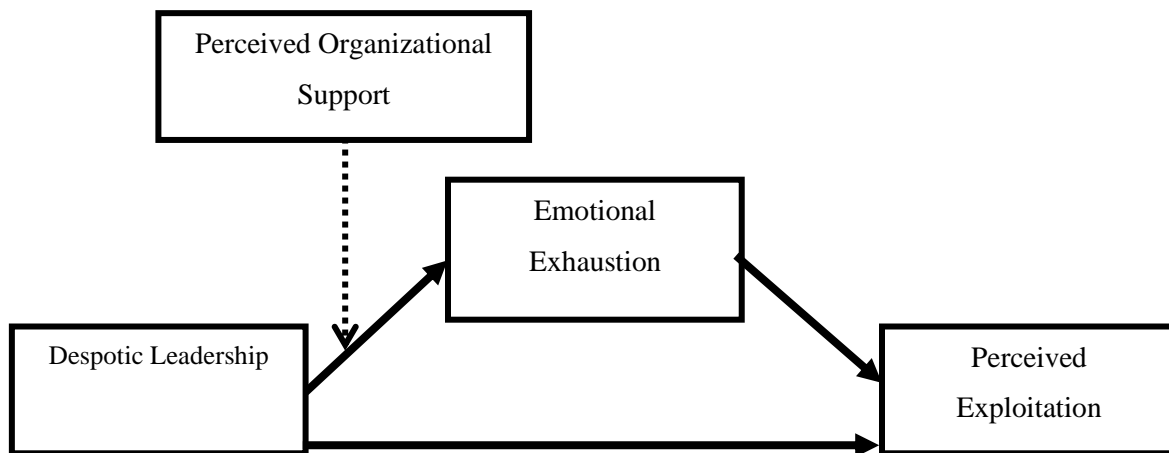 Perceived Organizational
Support
Emotional
Exhaustion
Despotic Leadership
Perceived
Exploitation